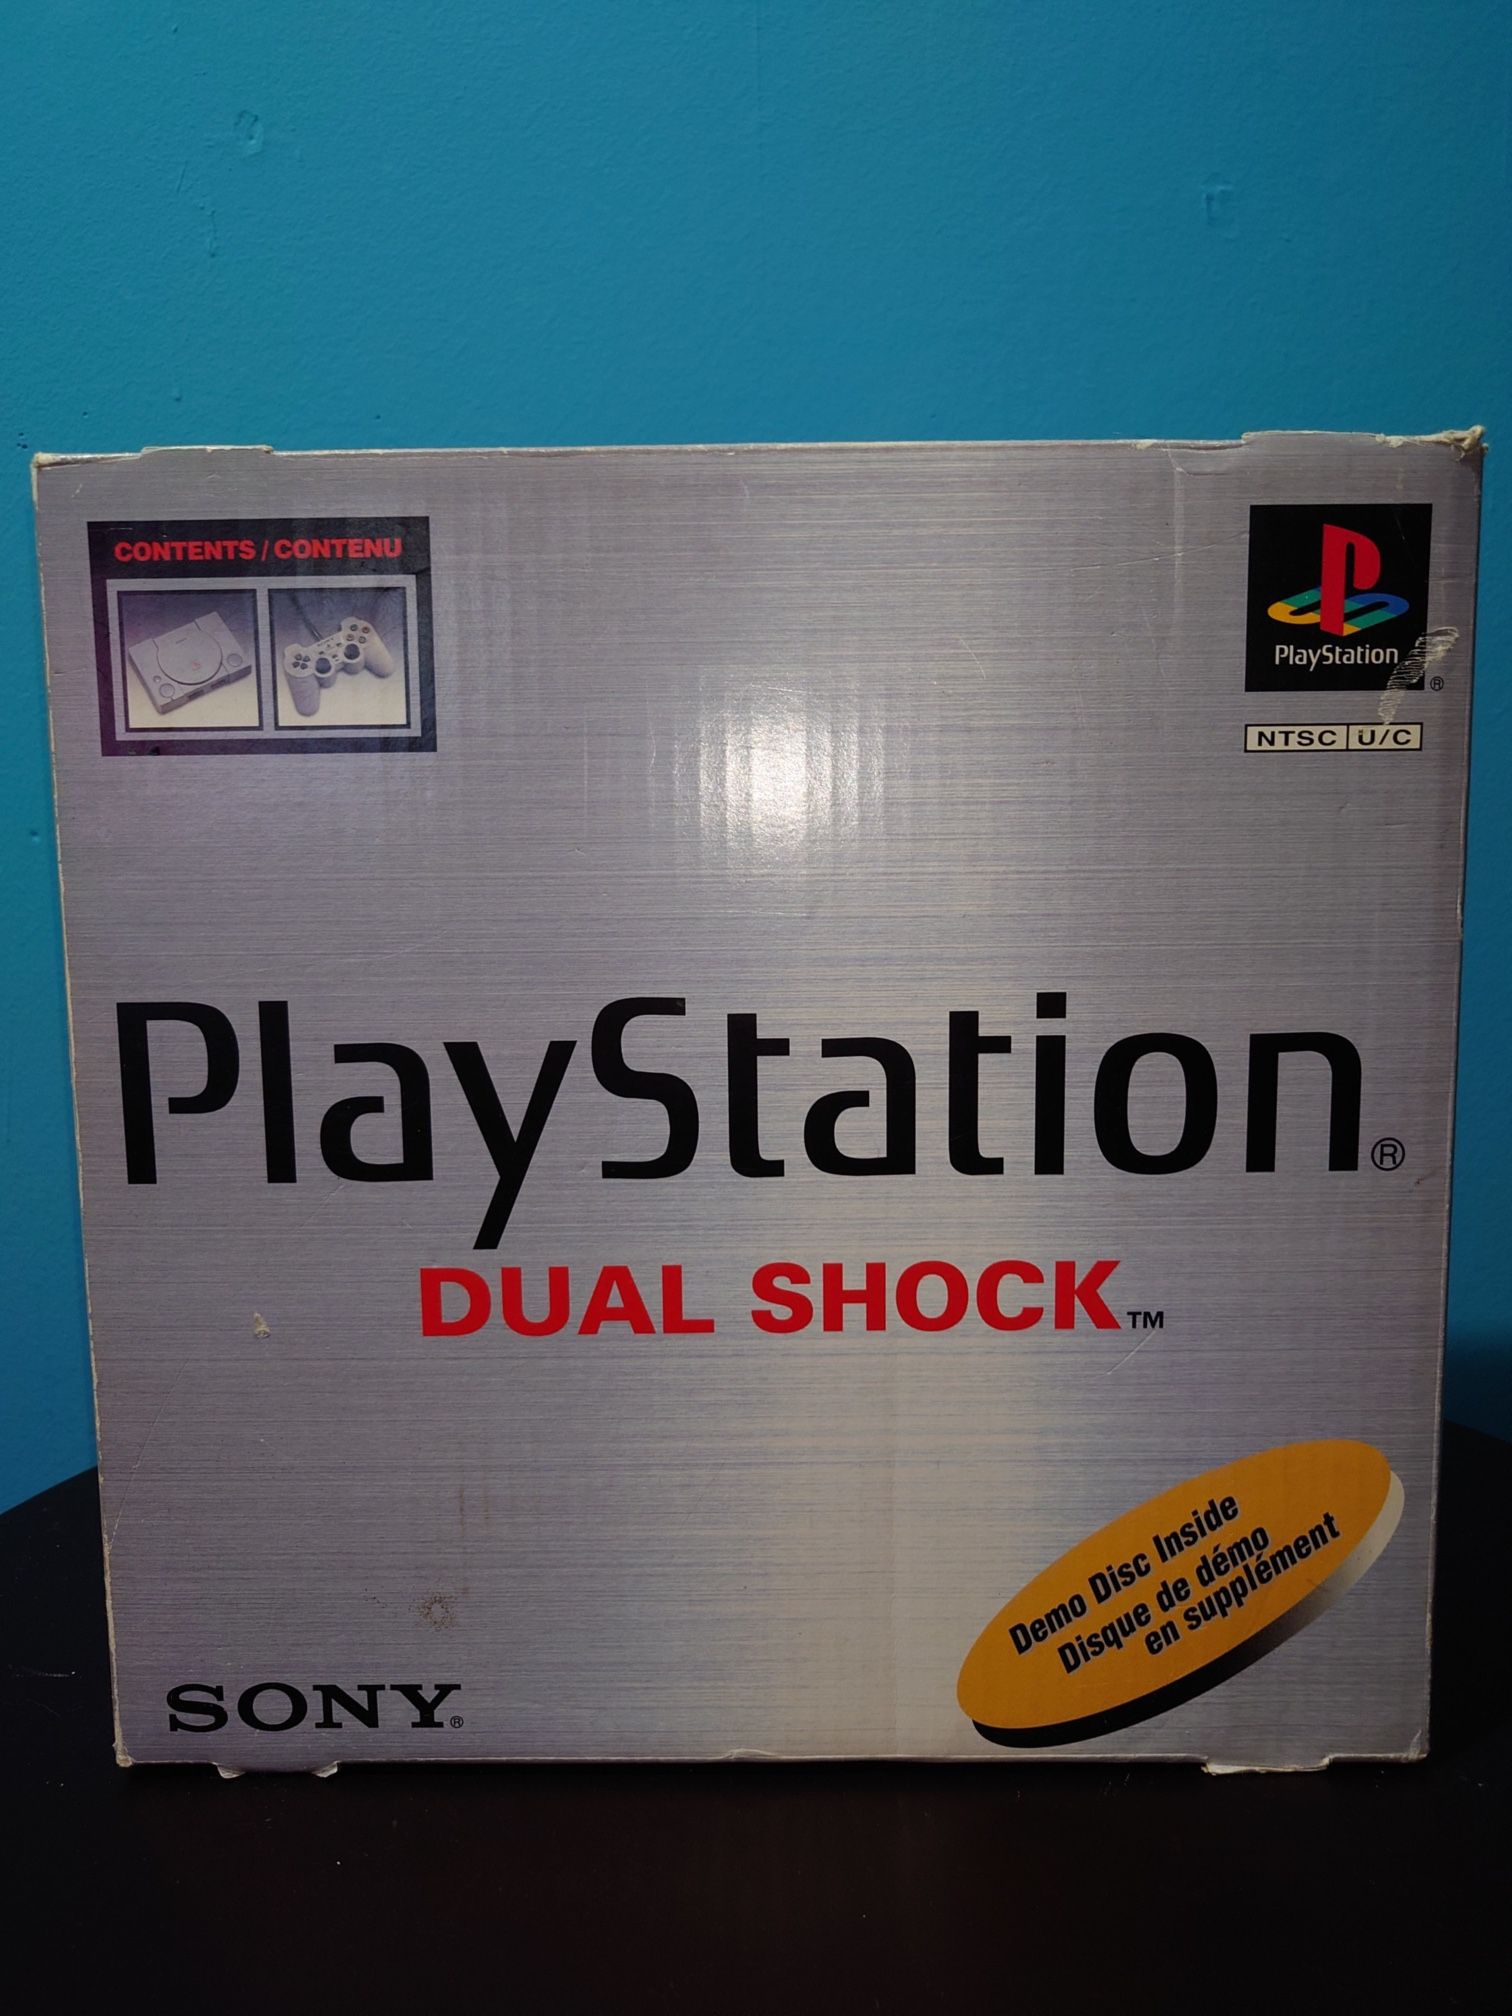 CONTENTS / CONTENU
PlayStation
®
NTSC U/C
PlayStation®
DUAL SHOCK™
Demo Disc Inside
Disque de démo
en supplément
SONY®